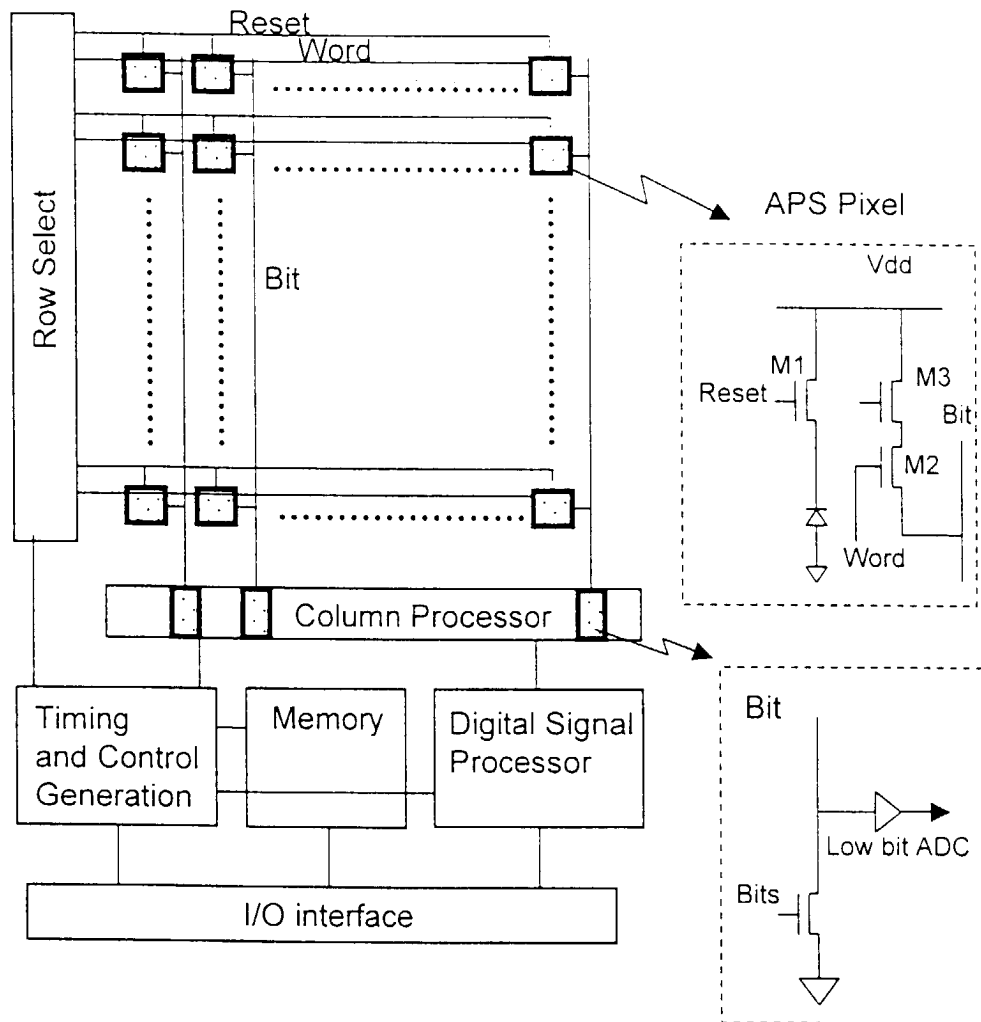 Reset
Word
Row Select
Bit
APS Pixel
Vdd
M1
M3
Reset
Bit
M2
Word
Column Processor
Timing
and Control
Generation
Memory
Digital Signal
Processor
Bit
Low bit ADC
Bits
I/O interface